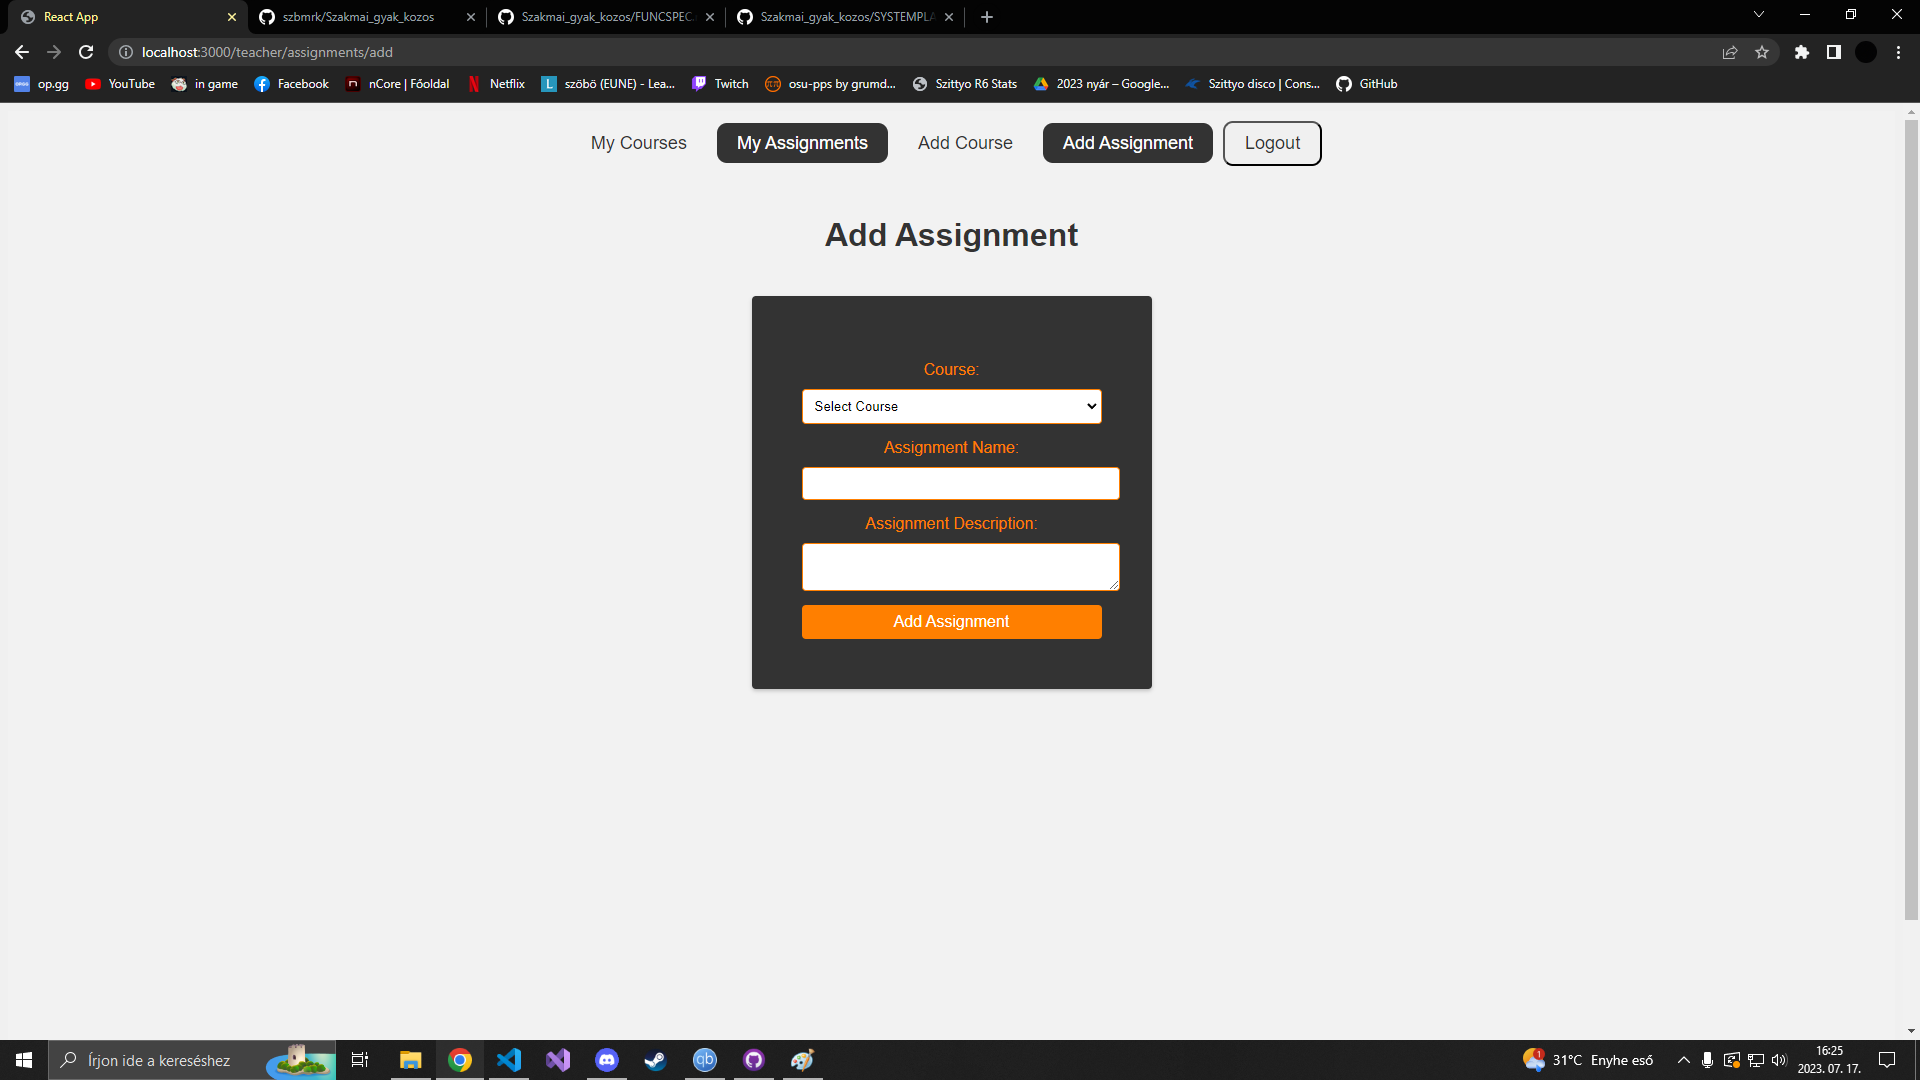 React App
szbmrk/Szakmai_gyak_kozos
Szakmai_gyak_kozos/FUNCSPEC.
Szakmai_gyak_kozos/SYSTEMPLA
localhost:3000/teacher/assignments/add
op.gg
YouTube
in game
Facebook
nCore | Főoldal
Netflix
szöbö (EUNE) - Lea...
Twitch
osu-pps by grumd...
Szittyo R6 Stats
2023 nyár – Google...
Szittyo disco | Cons...
GitHub
My Courses
My Assignments
Add Course
Add Assignment
Logout
Add Assignment
Course:
Select Course
Assignment Name:
Assignment Description:
Add Assignment
Írjon ide a kereséshez
qb
1
31°C Enyhe eső
16:25
2023. 07. 17.